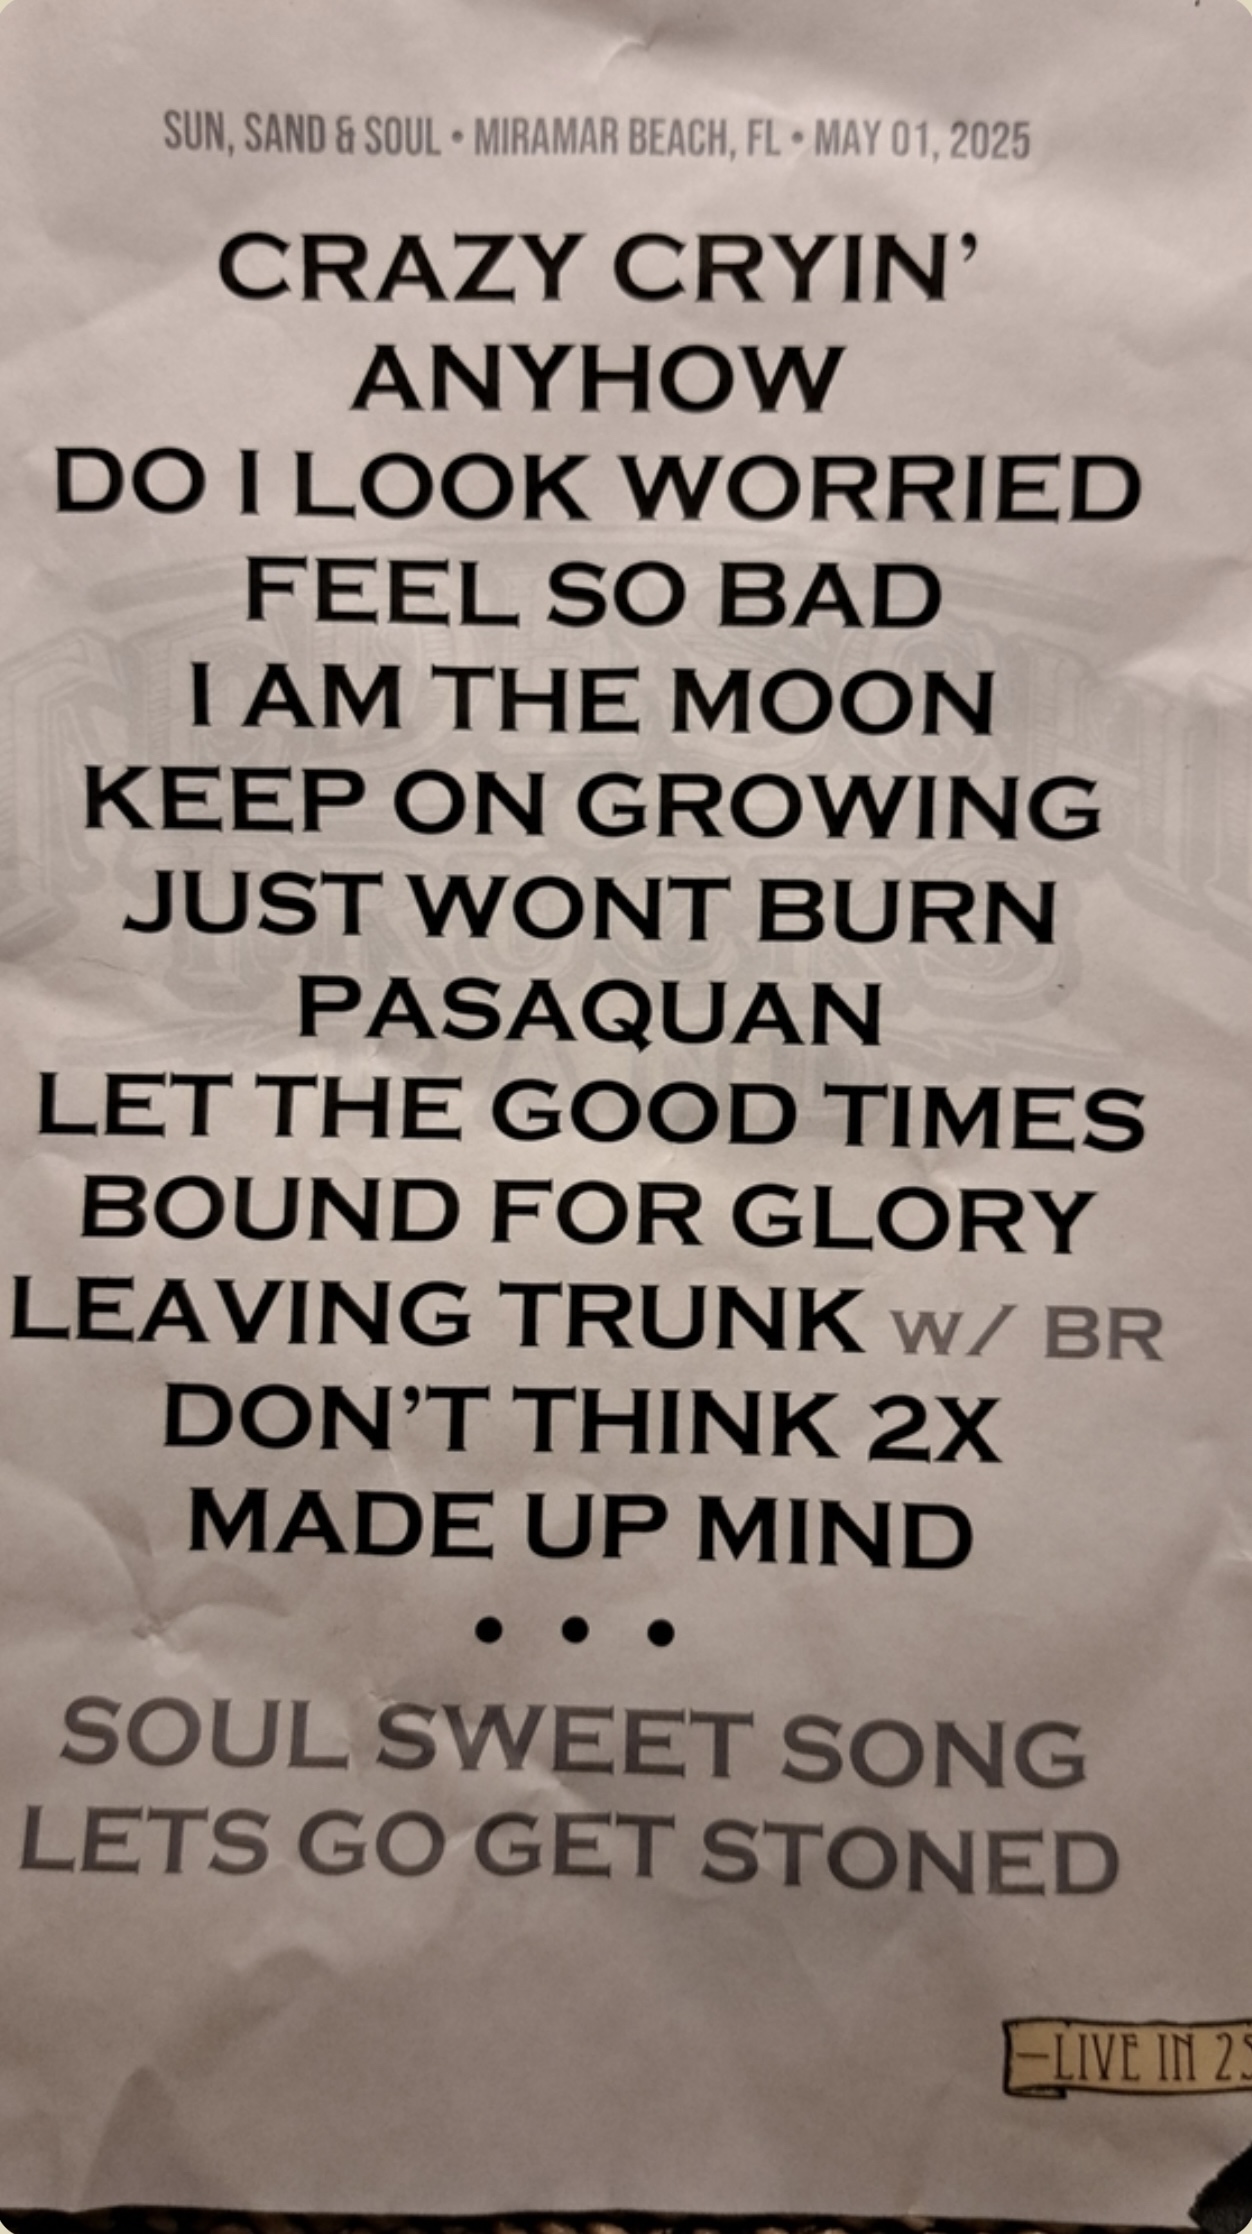 SUN, SAND & SOUL • MIRAMAR BEACH, FL • MAY 01, 2025
CRAZY CRYIN’
ANYHOW
DO I LOOK WORRIED
FEEL SO BAD
I AM THE MOON
KEEP ON GROWING
JUST WONT BURN
PASAQUAN
LET THE GOOD TIMES
BOUND FOR GLORY
LEAVING TRUNK w/ BR
DON’T THINK 2X
MADE UP MIND
• • •
SOUL SWEET SONG
LETS GO GET STONED
—LIVE IN 25